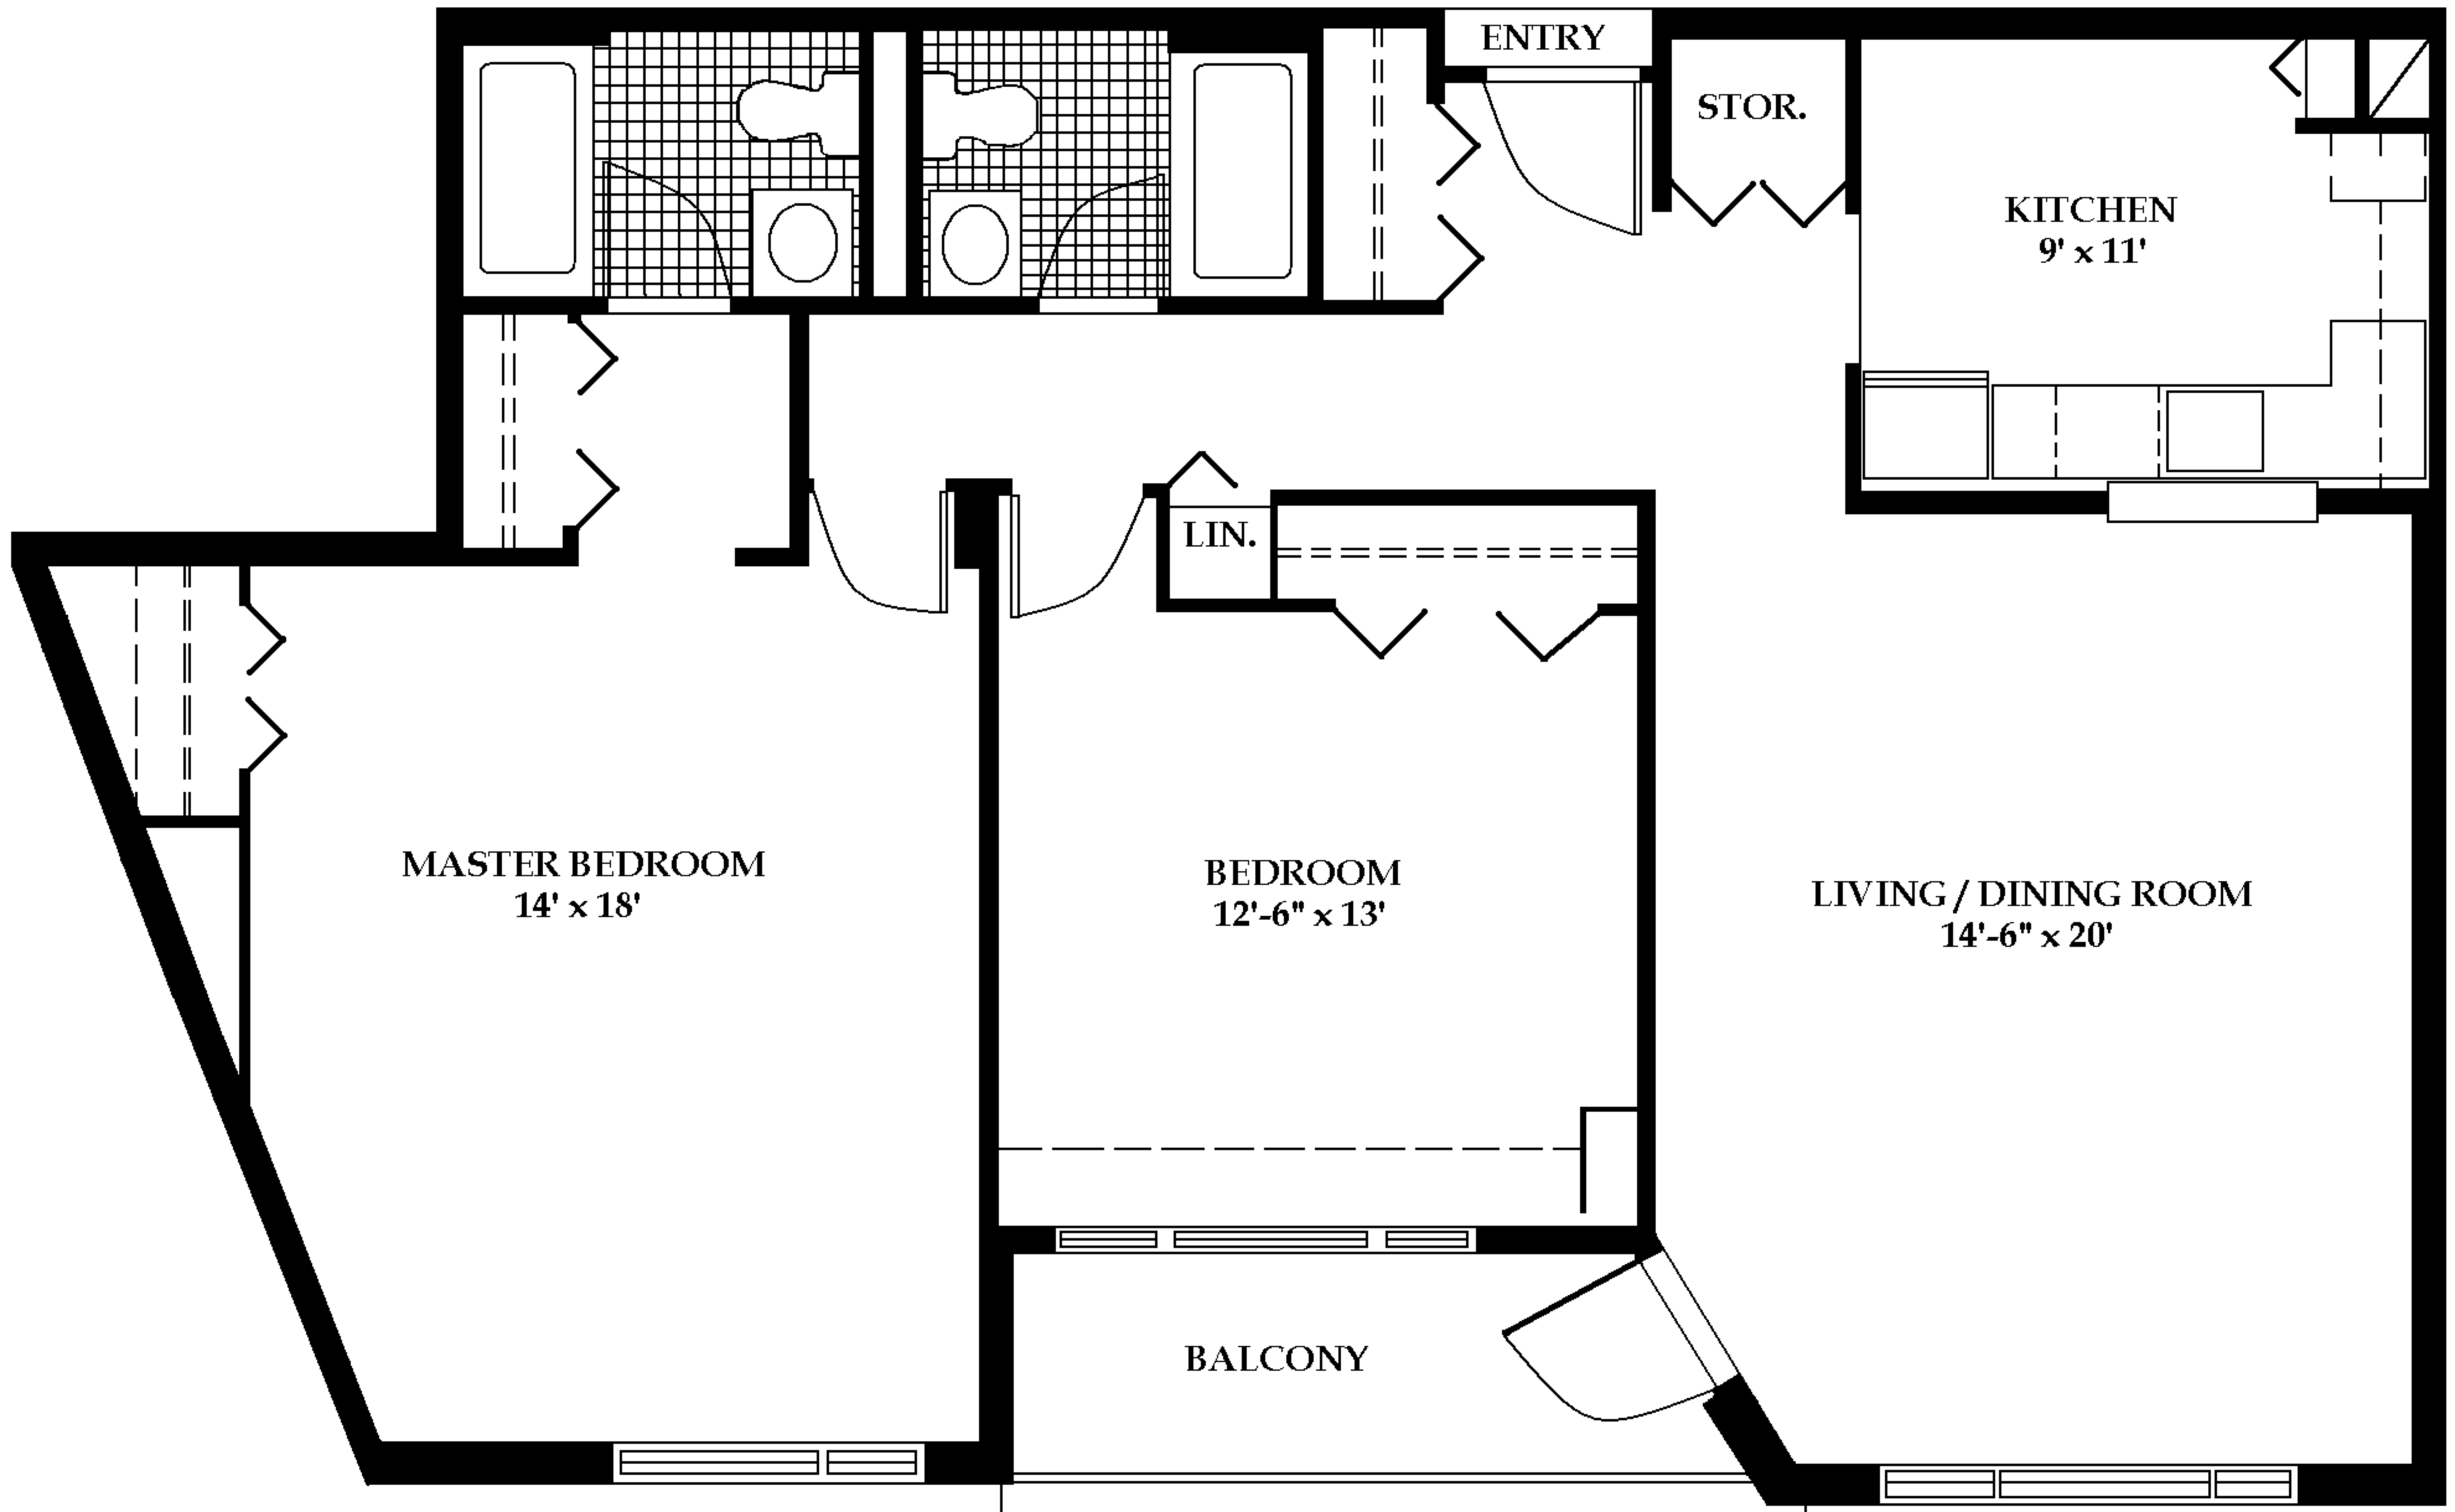 ENTRY
STOR.
KITCHEN
9' x 11'
LIN.
MASTER BEDROOM
14' x 18'
BEDROOM
12'-6" x 13'
LIVING / DINING ROOM
14'-6" x 20'
BALCONY